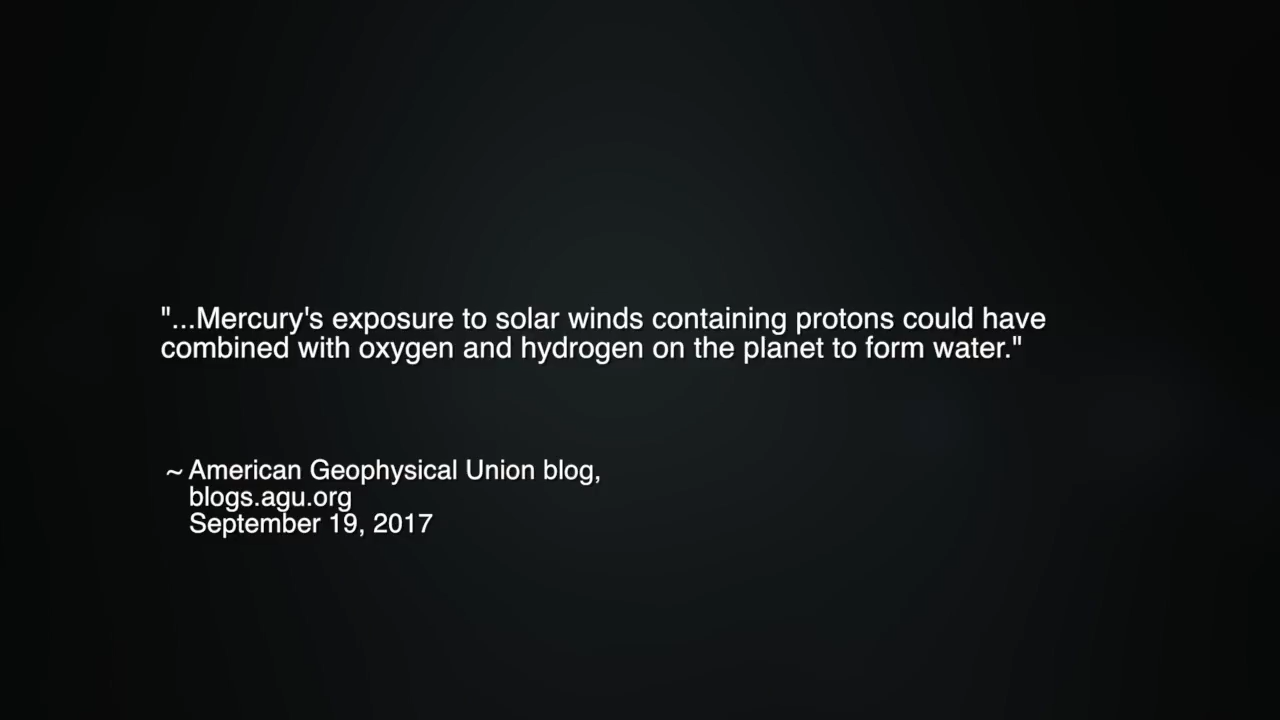 "...Mercury's exposure to solar winds containing protons could have
combined with oxygen and hydrogen on the planet to form water."
~ American Geophysical Union blog,
blogs.agu.org
September 19, 2017